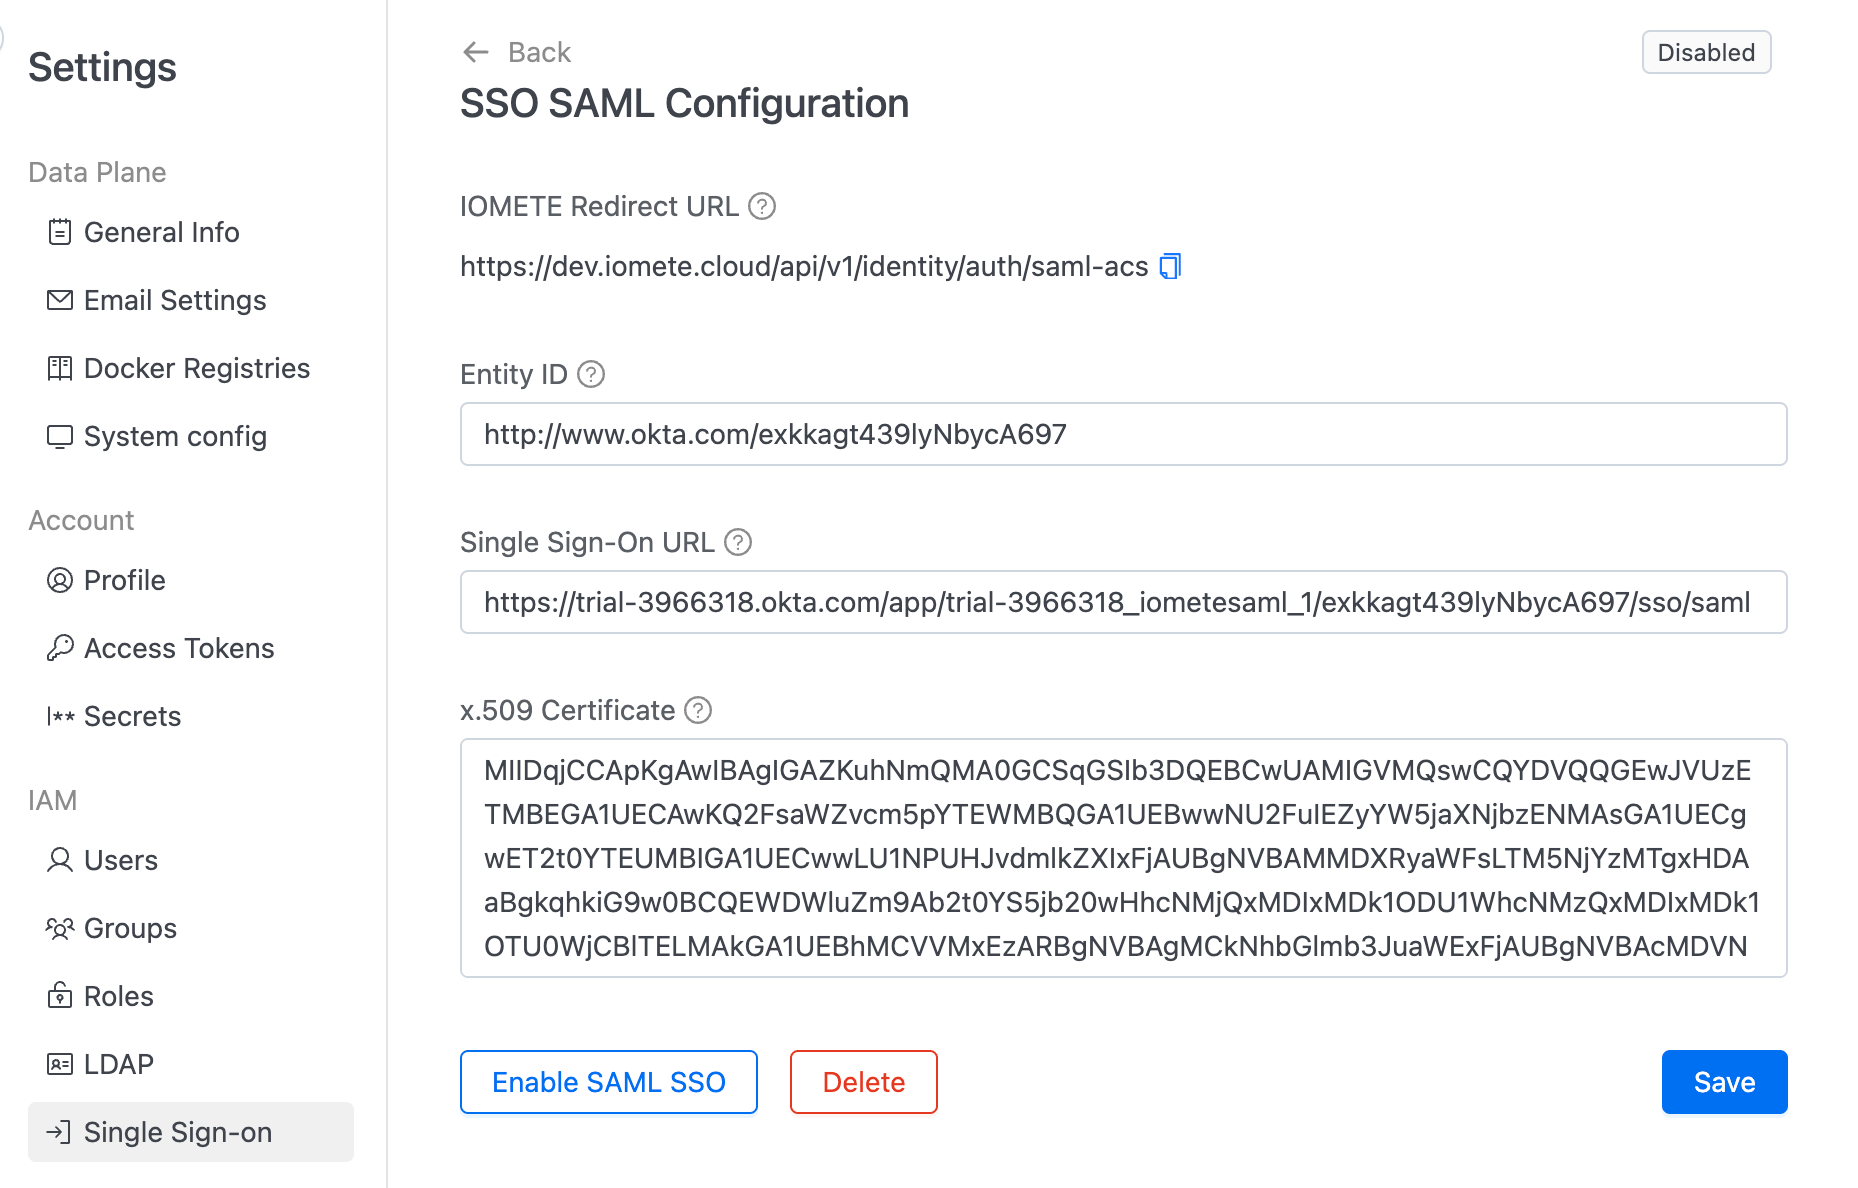 Settings
Data Plane
General Info
Email Settings
Docker Registries
System config
Account
Profile
Access Tokens
Secrets
IAM
Users
Groups
Roles
LDAP
Single Sign-on
Back
Disabled
SSO SAML Configuration
IOMETE Redirect URL
https://dev.iomete.cloud/api/v1/identity/auth/saml-acs
Entity ID
http://www.okta.com/exkkagt439lyNbycA697
Single Sign-On URL
https://trial-3966318.okta.com/app/trial-3966318_iometesaml_1/exkkagt439lyNbycA697/sso/saml
x.509 Certificate
MIIDqjCCApKgAwIBAgIGAZKuhNmQMA0GCSqGSIb3DQEBCwUAMIGVMQswCQYDVQQGEwJVUzE
TMBEGA1UECAwKQ2FsaWZvcm5pYTEWMBQGA1UEBwwNU2FuIEZyYW5jaXNjbzENMAsGA1UECg
wET2t0YTEUMBIGA1UECwwLU1NPUHJvdmlkZXIxFjAUBgNVBAMMDXRyaWFsLTM5NjYzMTgxHDA
aBgkqhkiG9w0BCQEWDWluZm9Ab2t0YS5jb20wHhcNMjQxMDIxMDk1ODU1WhcNMzQxMDIxMDk1
OTU0WjCBlTELMAkGA1UEBhMCVVMxEzARBgNVBAgMCkNhbGlmb3JuaWExFjAUBgNVBAcMDVN
Enable SAML SSO
Delete
Save